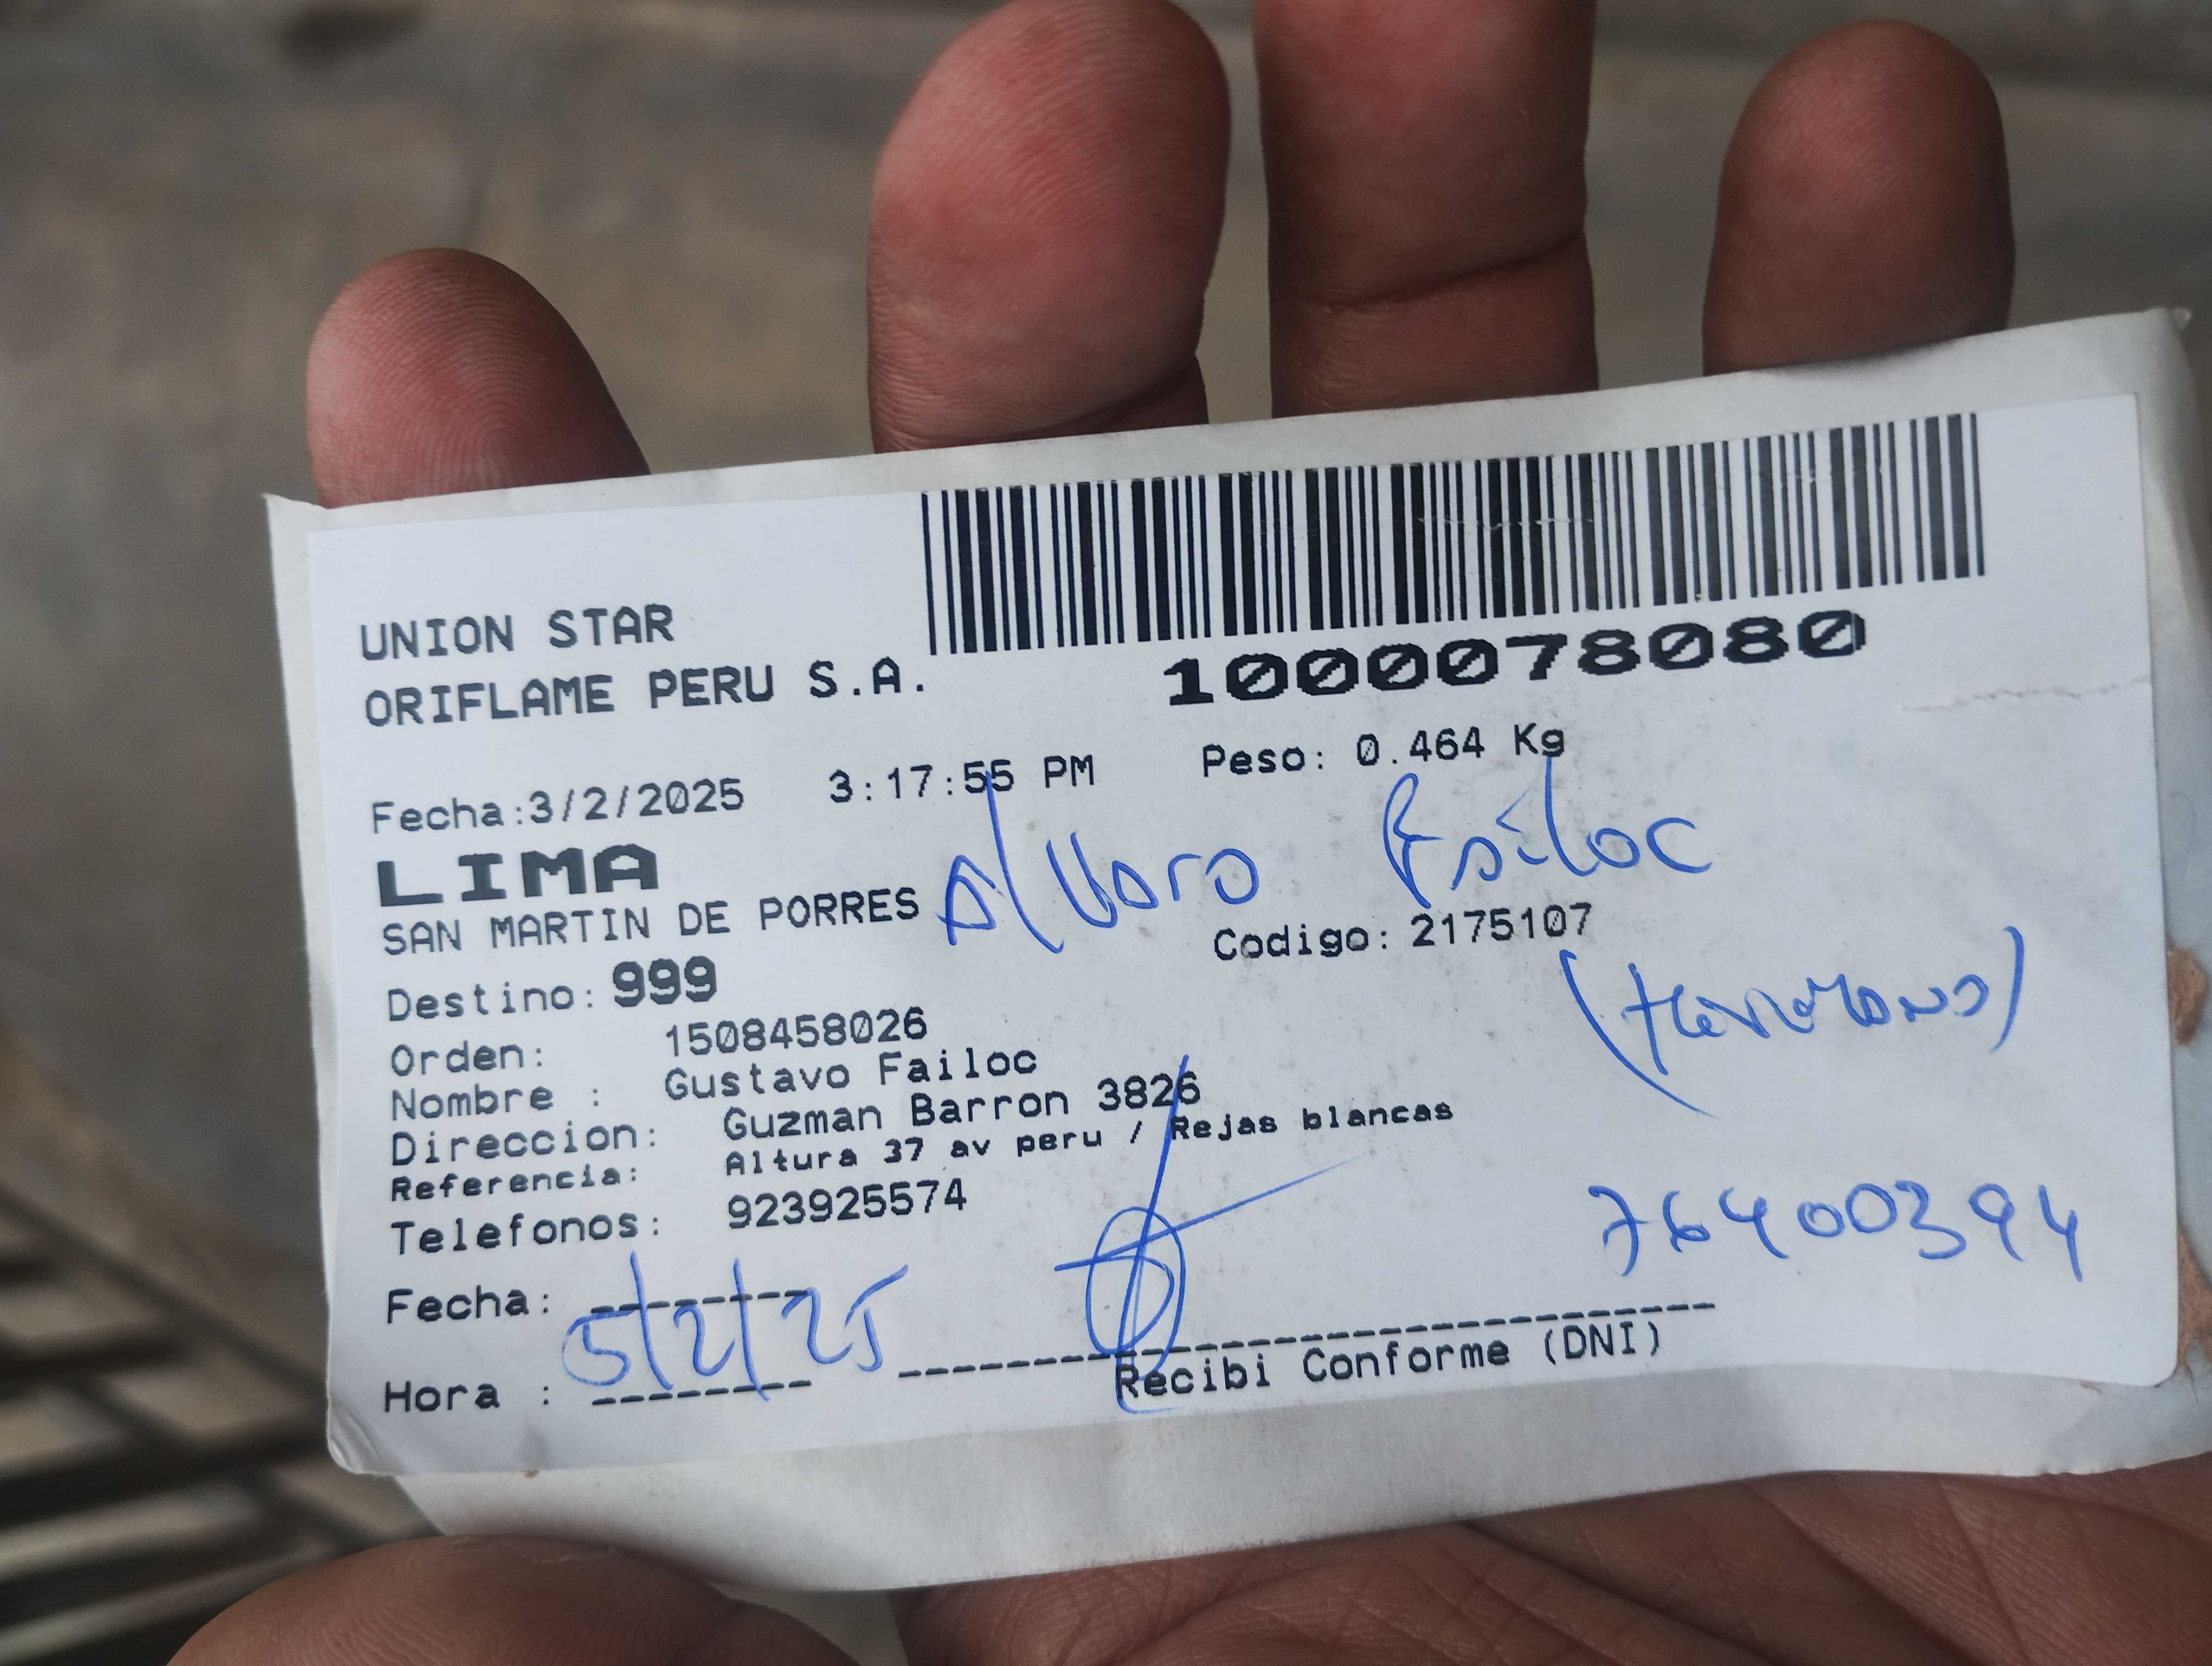 UNION STAR
ORIFLAME PERU S.A.
1000078080
Fecha:3/2/2025 3:17:55 PM Peso: 0.464 Kg
LIMA
Alvaro Failoc
SAN MARTIN DE PORRES
Codigo: 2175107
(Hermano)
Destino: 999
Orden: 1508458026
Nombre : Gustavo Failoc
Direccion: Guzman Barron 3826
Referencia: Altura 37 av peru / Rejas blancas
Telefonos: 923925574
76400394
Fecha: 5/2/25
Recibi Conforme (DNI)
Hora :